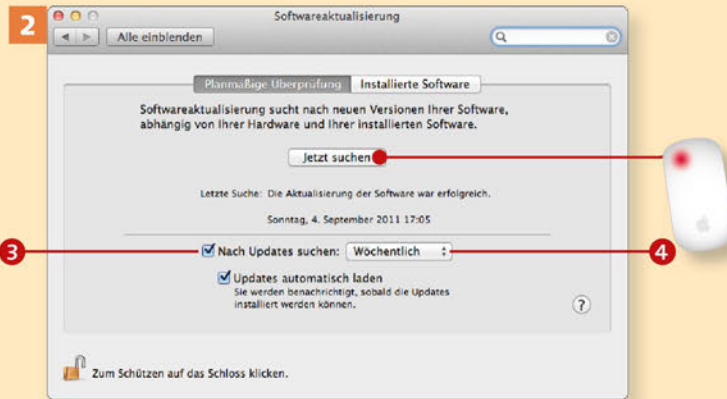 2
Softwareaktualisierung
Alle einblenden
Planmäßige Überprüfung Installierte Software
Softwareaktualisierung sucht nach neuen Versionen Ihrer Software,
abhängig von Ihrer Hardware und Ihrer installierten Software.
Jetzt suchen
Letzte Suche: Die Aktualisierung der Software war erfolgreich.
Sonntag, 4. September 2011 17:05
3 Nach Updates suchen: Wöchentlich 4
Updates automatisch laden
Sie werden benachrichtigt, sobald die Updates
installiert werden können.
?
Zum Schützen auf das Schloss klicken.